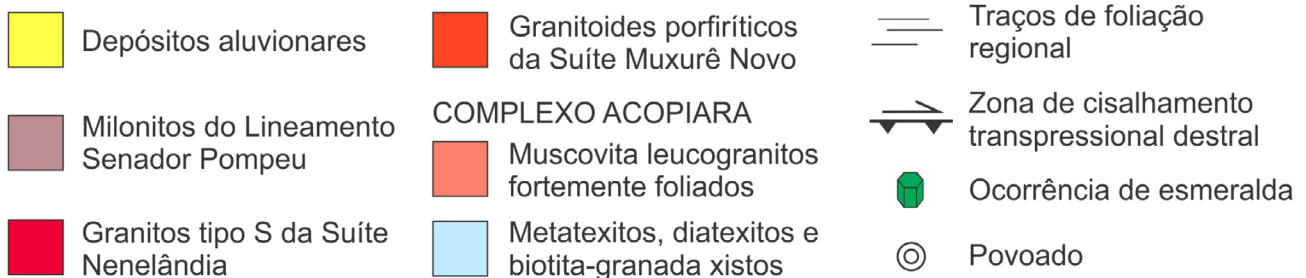 Depósitos aluvionares
Milonitos do Lineamento
Senador Pompeu
Granitos tipo S da Suíte
Nenelândia
Granitoides porfiríticos
da Suíte Muxurê Novo
COMPLEXO ACOPIARA
Muscovita leucogranitos
fortemente foliados
Metatexitos, diatexitos e
biotita-granada xistos
Traços de foliação
regional
Zona de cisalhamento
transpressional destral
Ocorrência de esmeralda
Povoado